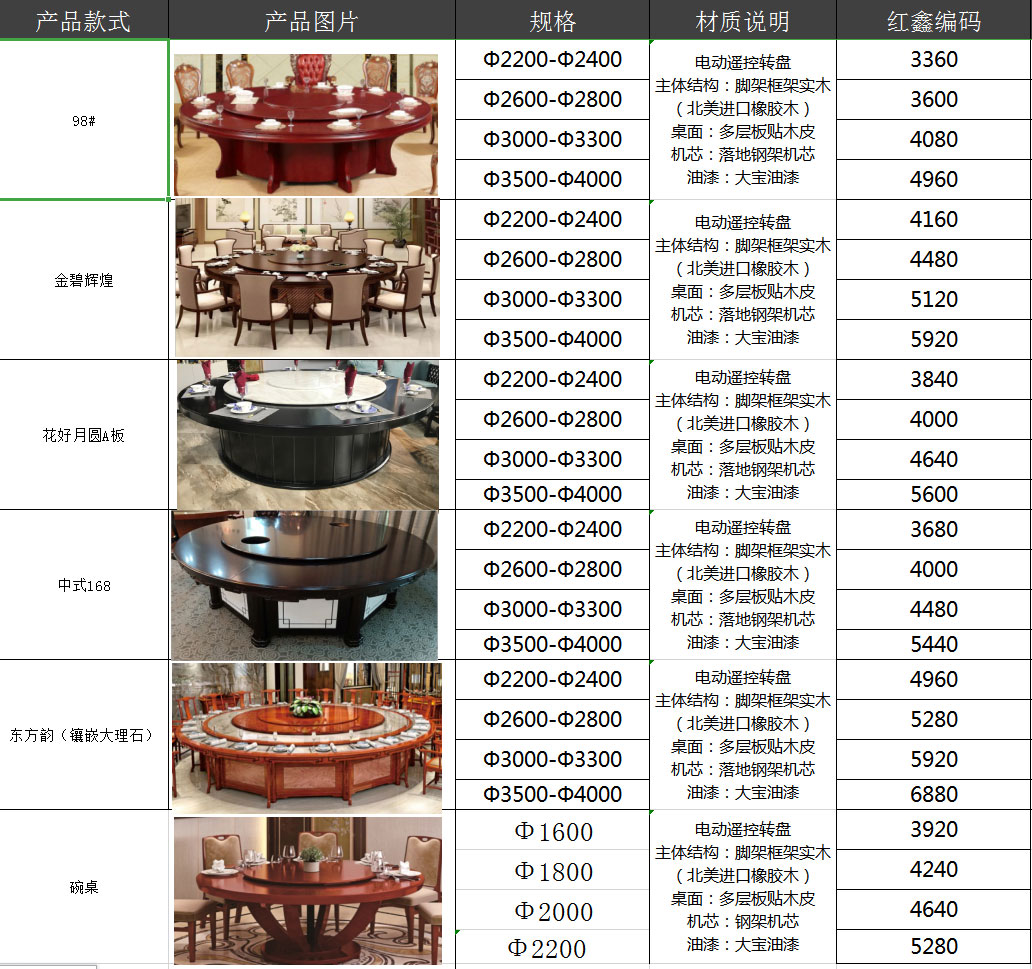 产品款式 产品图片 规格 材质说明 红鑫编码
98#
Φ2200-Φ2400
Φ2600-Φ2800
Φ3000-Φ3300
Φ3500-Φ4000
电动遥控转盘
主体结构：脚架框架实木
（北美进口橡胶木）
桌面：多层板贴木皮
机芯：落地钢架机芯
油漆：大宝油漆
3360
3600
4080
4960
金碧辉煌
Φ2200-Φ2400
Φ2600-Φ2800
Φ3000-Φ3300
Φ3500-Φ4000
电动遥控转盘
主体结构：脚架框架实木
（北美进口橡胶木）
桌面：多层板贴木皮
机芯：落地钢架机芯
油漆：大宝油漆
4160
4480
5120
5920
花好月圆A板
Φ2200-Φ2400
Φ2600-Φ2800
Φ3000-Φ3300
Φ3500-Φ4000
电动遥控转盘
主体结构：脚架框架实木
（北美进口橡胶木）
桌面：多层板贴木皮
机芯：落地钢架机芯
油漆：大宝油漆
3840
4000
4640
5600
中式168
Φ2200-Φ2400
Φ2600-Φ2800
Φ3000-Φ3300
Φ3500-Φ4000
电动遥控转盘
主体结构：脚架框架实木
（北美进口橡胶木）
桌面：多层板贴木皮
机芯：落地钢架机芯
油漆：大宝油漆
3680
4000
4480
5440
东方韵（镶嵌大理石）
Φ2200-Φ2400
Φ2600-Φ2800
Φ3000-Φ3300
Φ3500-Φ4000
电动遥控转盘
主体结构：脚架框架实木
（北美进口橡胶木）
桌面：多层板贴木皮
机芯：落地钢架机芯
油漆：大宝油漆
4960
5280
5920
6880
碗桌
Φ1600
Φ1800
Φ2000
Φ2200
电动遥控转盘
主体结构：脚架框架实木
（北美进口橡胶木）
桌面：多层板贴木皮
机芯：钢架机芯
油漆：大宝油漆
3920
4240
4640
5280